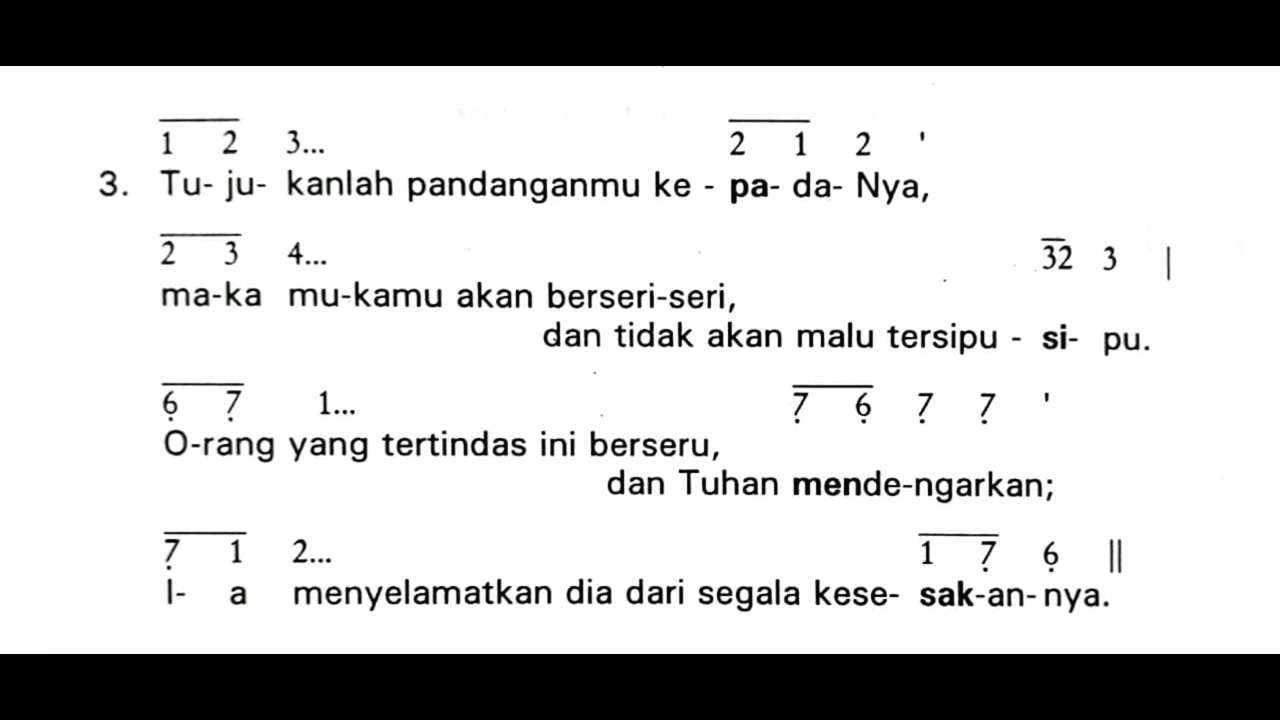 1 2 3... 2 1 2 '
3. Tu- ju- kanlah pandanganmu ke - pa- da- Nya,
2 3 4... 32 3 |
ma-ka mu-kamu akan berseri-seri,
dan tidak akan malu tersipu - si- pu.
6̣ 7̣ 1... 7̣ 6̣ 7̣ 7̣ '
O-rang yang tertindas ini berseru,
dan Tuhan mende-ngarkan;
7̣ 1 2... 1 7̣ 6̣ ||
I- a menyelamatkan dia dari segala kese- sak-an- nya.